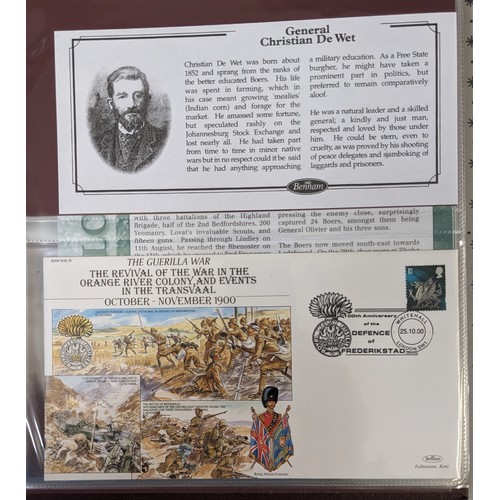 General
Christian De Wet
Christian De Wet was born about
1852 and sprang from the ranks of
the better educated Boers. His life
was spent in farming, which in
his case meant growing 'mealies'
(Indian corn) and forage for the
market. He amassed some fortune,
but speculated rashly on the
Johannesburg Stock Exchange and
lost nearly all. He had taken part
from time to time in minor native
wars but in no respect could it be said
that he had anything approaching
a military education. As a Free State
burgher, he might have taken a
prominent part in politics, but
preferred to remain comparatively
aloof.
He was a natural leader and a skilled
general; a kindly and just man,
respected and loved by those under
him. He could be stern, even to
cruelty, as was proved by his shooting
of peace delegates and sjamboking of
laggards and prisoners.
Benham
with three battalions of the Highland
Brigade, half of the 2nd Bedfordshires, 200
Yeomanry, Lovat's invaluable Scouts, and
fifteen guns. Passing through Lindley on
11th August, he reached the Rhenoster on
pressing the enemy close, surprisingly
captured 24 Boers, amongst them being
General Olivier and his three sons.
The Boers now moved south-east towards
THE GUERILLA WAR
THE REVIVAL OF THE WAR IN THE
ORANGE RIVER COLONY, AND EVENTS
IN THE TRANSVAAL
OCTOBER - NOVEMBER 1900
100th Anniversary
of the
DEFENCE
of
FREDERIKSTAD
WHITEHALL
25.10.00
LONDON SW1
Royal Welch Fusiliers
Benham
Folkestone, Kent